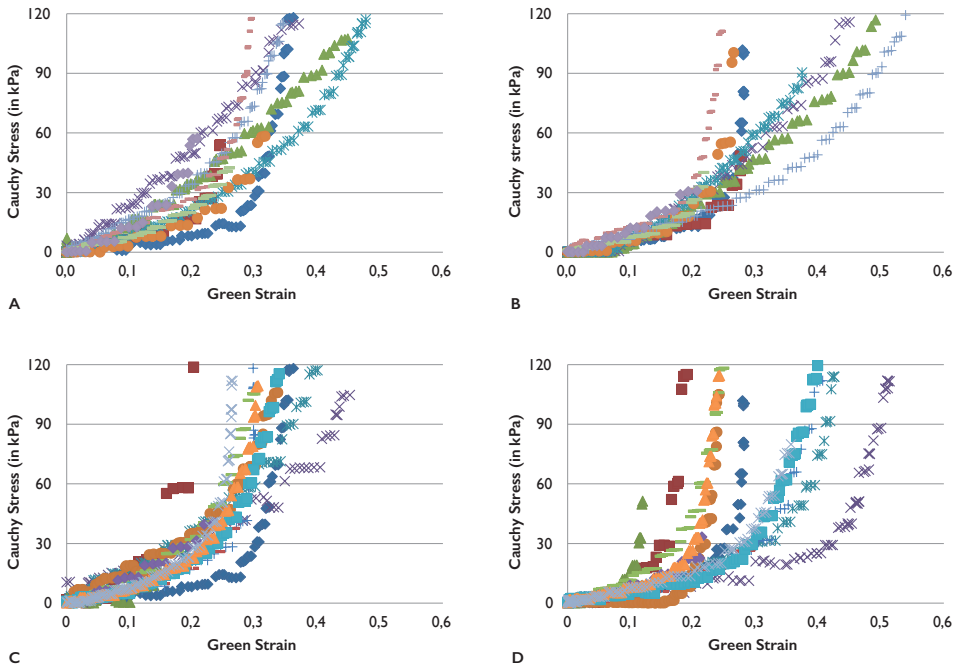 120
90
60
30
0
Cauchy Stress (in kPa)
0,0 0,1 0,2 0,3 0,4 0,5 0,6
Green Strain
A
120
90
60
30
0
Cauchy stress (in kPa)
0,0 0,1 0,2 0,3 0,4 0,5 0,6
Green Strain
B
120
90
60
30
0
Cauchy Stress (in kPa)
0 0,1 0,2 0,3 0,4 0,5 0,6
Green Strain
C
120
90
60
30
0
Cauchy Stress (in kPa)
0 0,1 0,2 0,3 0,4 0,5 0,6
Green Strain
D